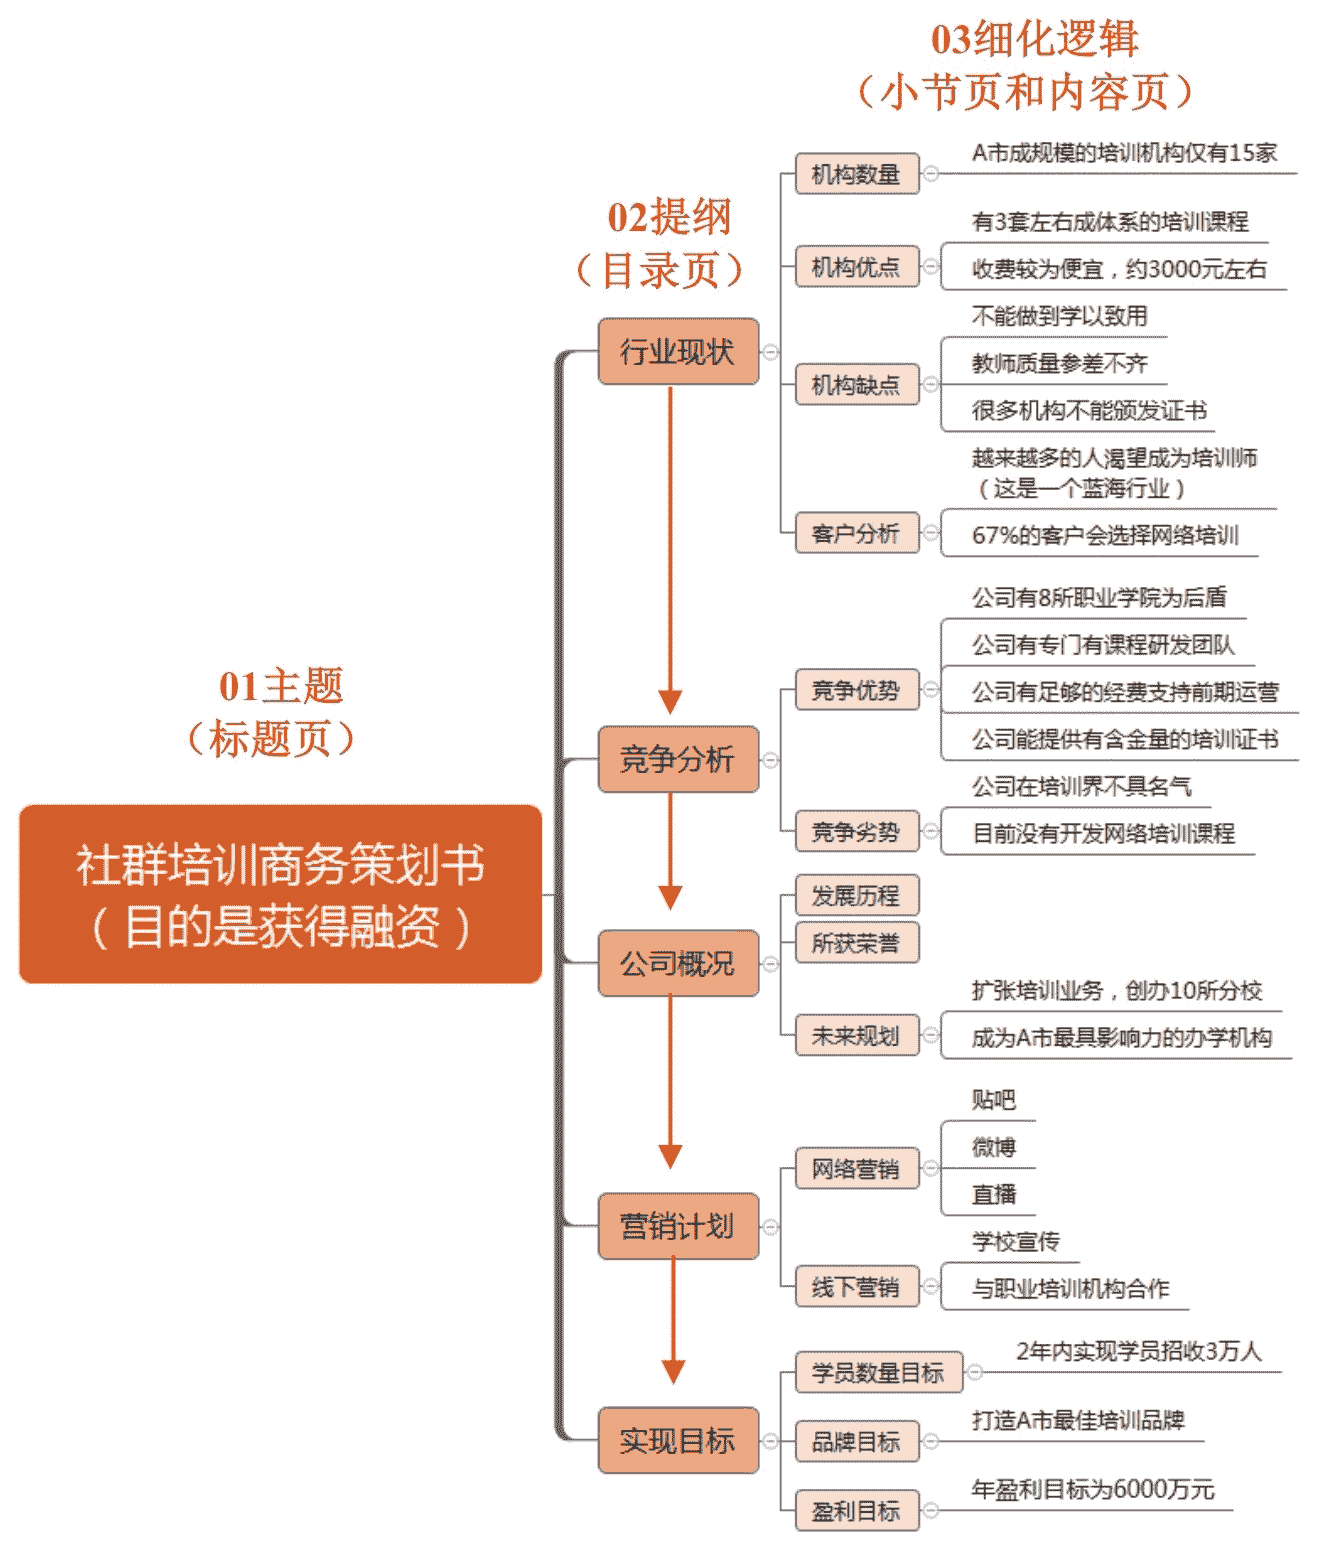 03细化逻辑
（小节页和内容页）
02提纲
（目录页）
01主题
（标题页）
社群培训商务策划书
（目的是获得融资）
行业现状
机构数量
A市成规模的培训机构仅有15家
机构优点
有3套左右成体系的培训课程
收费较为便宜，约3000元左右
机构缺点
不能做到学以致用
教师质量参差不齐
很多机构不能颁发证书
客户分析
越来越多的人渴望成为培训师
（这是一个蓝海行业）
67%的客户会选择网络培训
竞争分析
竞争优势
公司有8所职业学院为后盾
公司有专门有课程研发团队
公司有足够的经费支持前期运营
公司能提供有含金量的培训证书
竞争劣势
公司在培训界不具名气
目前没有开发网络培训课程
公司概况
发展历程
所获荣誉
未来规划
扩张培训业务，创办10所分校
成为A市最具影响力的办学机构
营销计划
网络营销
贴吧
微博
直播
线下营销
学校宣传
与职业培训机构合作
实现目标
学员数量目标
2年内实现学员招收3万人
品牌目标
打造A市最佳培训品牌
盈利目标
年盈利目标为6000万元